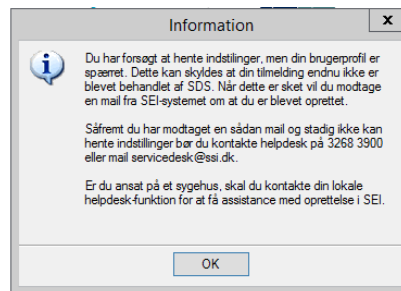 Information
x
Du har forsøgt at hente indstilinger, men din brugerprofil er
spærret. Dette kan skyldes at din tilmelding endnu ikke er
blevet behandlet af SDS. Når dette er sket vil du modtage
en mail fra SEI-systemet om at du er blevet oprettet.
Såfremt du har modtaget en sådan mail og stadig ikke kan
hente indstillinger bør du kontakte helpdesk på 3268 3900
eller mail servicedesk@ssi.dk.
Er du ansat på et sygehus, skal du kontakte din lokale
helpdesk-funktion for at få assistance med oprettelse i SEI.
OK